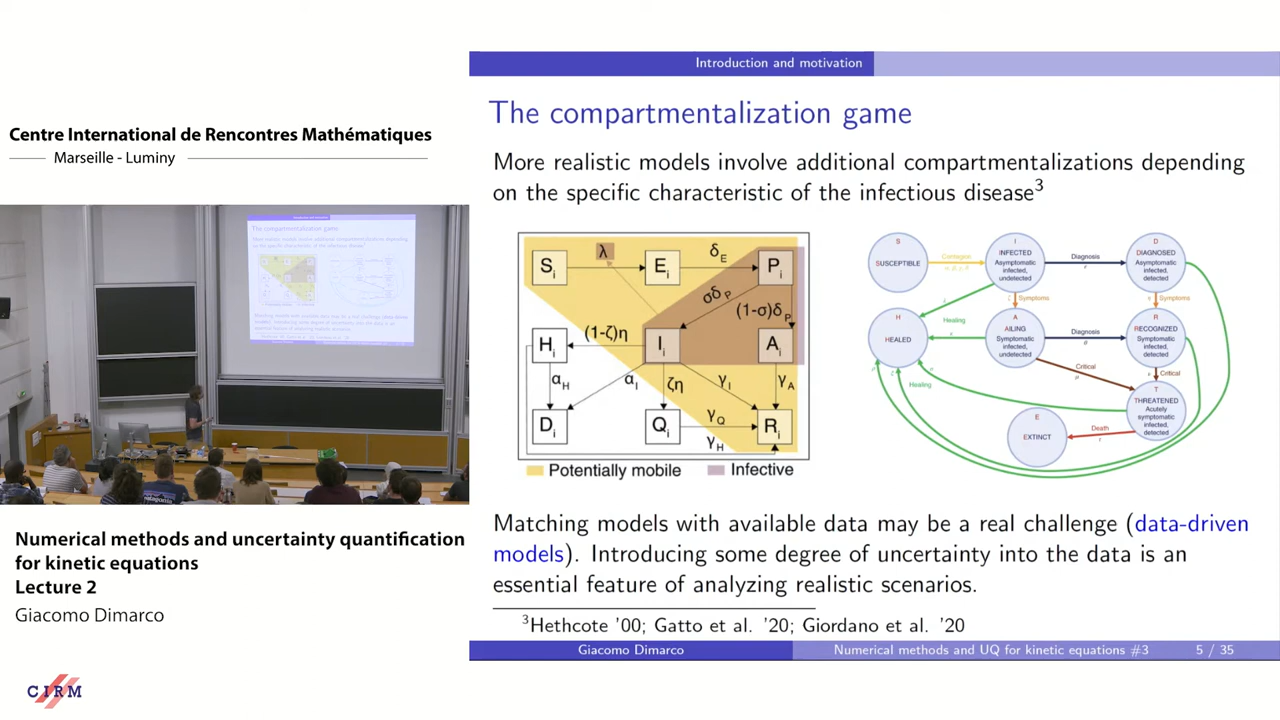 Centre International de Rencontres Mathématiques
Marseille - Luminy
Numerical methods and uncertainty quantification
for kinetic equations
Lecture 2
Giacomo Dimarco
CIRM
Introduction and motivation
The compartmentalization game
More realistic models involve additional compartmentalizations depending
on the specific characteristic of the infectious disease³
S_i λ E_i δ_E P_i
σδ_P (1-σ)δ_P
H_i (1-ζ)η I_i A_i
α_H α_I ζη γ_I γ_A
D_i Q_i γ_Q γ_H R_i
Potentially mobile Infective
S
SUSCEPTIBLE
Contagion
I
INFECTED
Asymptomatic
infected,
undetected
Diagnosis
D
DIAGNOSED
Asymptomatic
infected,
detected
Symptoms
Symptoms
H
HEALED
Healing
A
AILING
Symptomatic
infected,
undetected
Diagnosis
R
RECOGNIZED
Symptomatic
infected,
detected
Critical
Critical
Healing
T
THREATENED
Acutely
symptomatic
infected,
detected
Death
E
EXTINCT
Matching models with available data may be a real challenge (data-driven
models). Introducing some degree of uncertainty into the data is an
essential feature of analyzing realistic scenarios.
³Hethcote '00; Gatto et al. '20; Giordano et al. '20
Giacomo Dimarco Numerical methods and UQ for kinetic equations #3 5 / 35